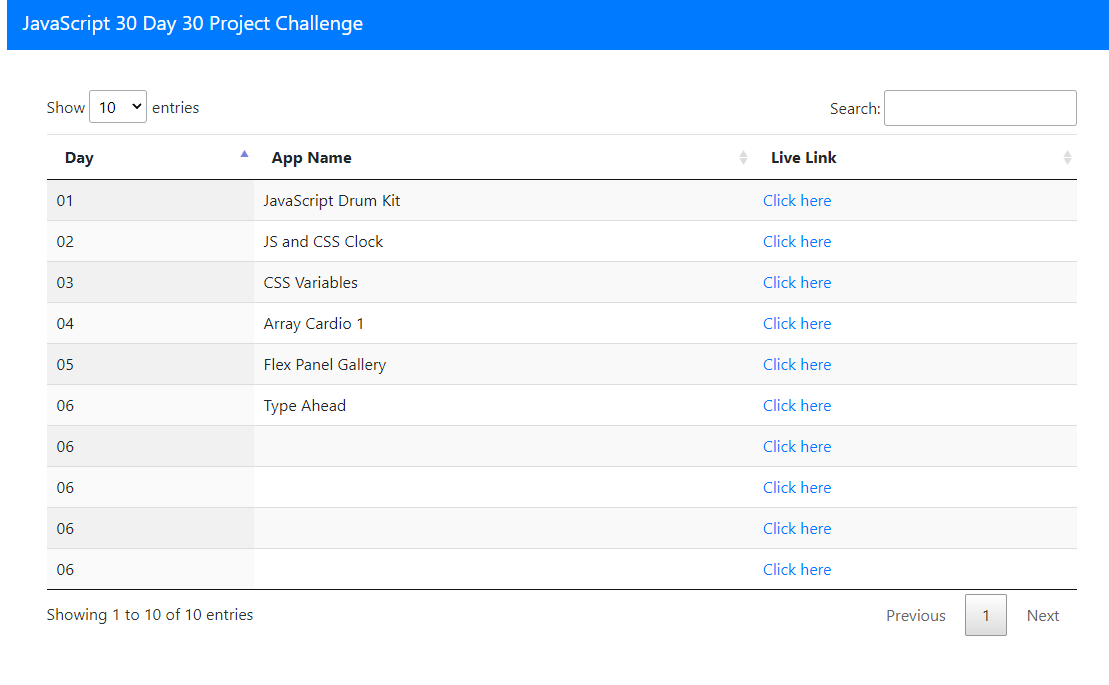 JavaScript 30 Day 30 Project Challenge
Show 10 entries Search:
Day App Name Live Link
01 JavaScript Drum Kit Click here
02 JS and CSS Clock Click here
03 CSS Variables Click here
04 Array Cardio 1 Click here
05 Flex Panel Gallery Click here
06 Type Ahead Click here
06 Click here
06 Click here
06 Click here
06 Click here
Showing 1 to 10 of 10 entries Previous 1 Next